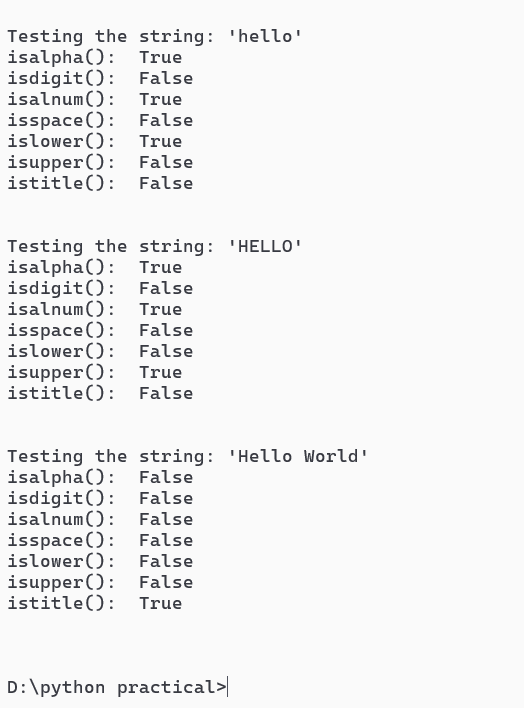 Testing the string: 'hello'
isalpha():  True
isdigit():  False
isalnum():  True
isspace():  False
islower():  True
isupper():  False
istitle():  False
Testing the string: 'HELLO'
isalpha():  True
isdigit():  False
isalnum():  True
isspace():  False
islower():  False
isupper():  True
istitle():  False
Testing the string: 'Hello World'
isalpha():  False
isdigit():  False
isalnum():  False
isspace():  False
islower():  False
isupper():  False
istitle():  True
D:\python practical>